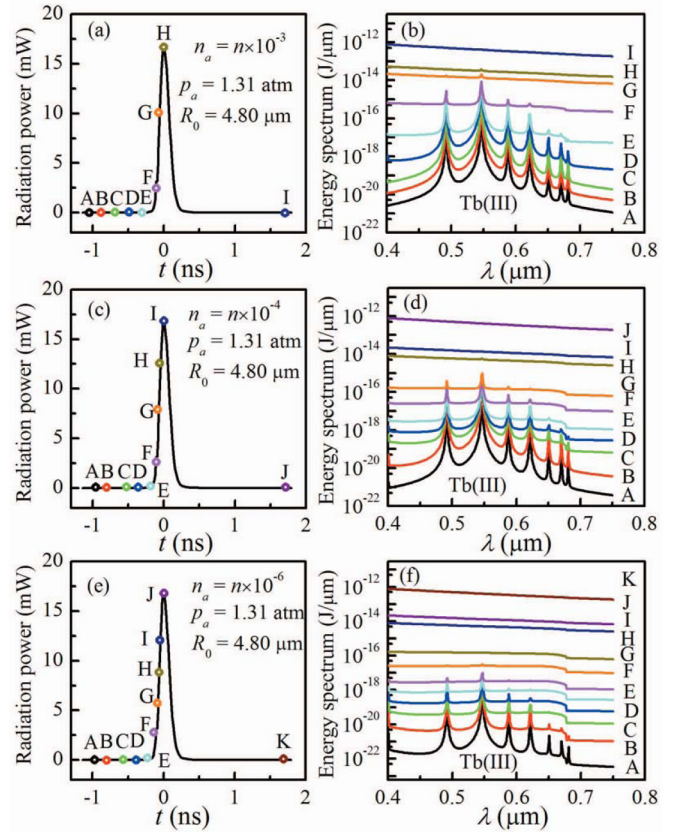 (a)
n_a = n×10^-3
p_a = 1.31 atm
R_0 = 4.80 μm
Radiation power (mW)
20
15
10
5
0
H
G
F
ABCDE
I
-1 0 1 2
t (ns)
(b)
Energy spectrum (J/μm)
10^-12
10^-14
10^-16
10^-18
10^-20
10^-22
I
H
G
F
E
D
C
B
A
Tb(III)
0.4 0.5 0.6 0.7 0.8
λ (μm)
(c)
n_a = n×10^-4
p_a = 1.31 atm
R_0 = 4.80 μm
Radiation power (mW)
20
15
10
5
0
I
H
G
F
AB CD
E
J
-1 0 1 2
t (ns)
(d)
Energy spectrum (J/μm)
10^-12
10^-14
10^-16
10^-18
10^-20
10^-22
J
I
H
G
F
E
D
C
B
A
Tb(III)
0.4 0.5 0.6 0.7 0.8
λ (μm)
(e)
n_a = n×10^-6
p_a = 1.31 atm
R_0 = 4.80 μm
Radiation power (mW)
20
15
10
5
0
J
I
H
G
F
AB CD
E
K
-1 0 1 2
t (ns)
(f)
Energy spectrum (J/μm)
10^-12
10^-14
10^-16
10^-18
10^-20
10^-22
K
J
I
H
G
F
E
D
C
B
A
Tb(III)
0.4 0.5 0.6 0.7 0.8
λ (μm)